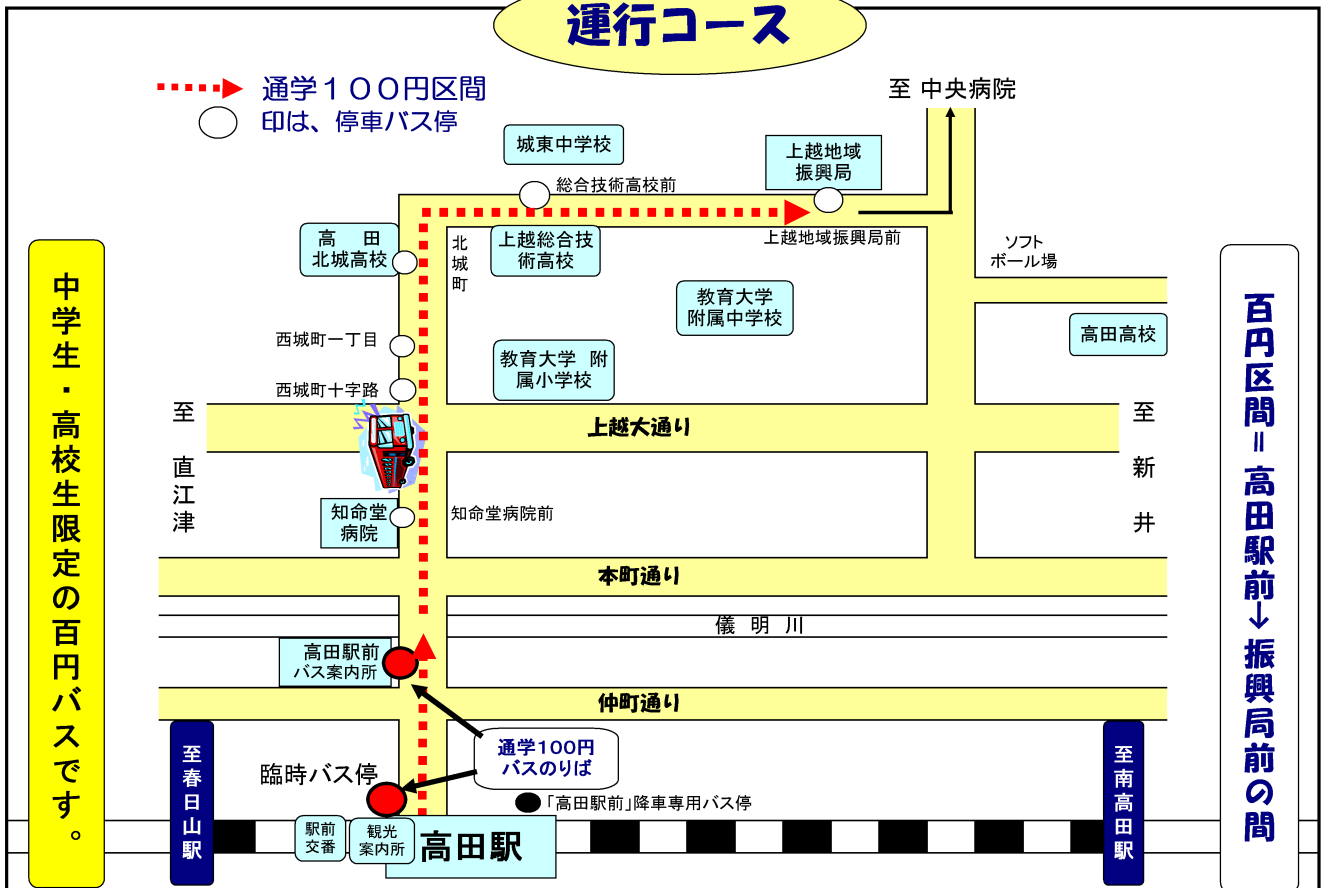 運行コース
通学１００円区間
印は、停車バス停
至 中央病院
城東中学校
上越地域
振興局
総合技術高校前
高　田
北城高校
北城町
上越総合技
術高校
上越地域振興局前
ソフト
ボール場
教育大学
附属中学校
高田高校
西城町一丁目
教育大学 附
属小学校
西城町十字路
至 直江津
上越大通り
至 新井
知命堂
病院
知命堂病院前
本町通り
儀明川
高田駅前
バス案内所
仲町通り
通学１００円
バスのりば
臨時バス停
「高田駅前」降車専用バス停
駅前
交番
観光
案内所
高田駅
至春日山駅
至南高田駅
中学生・高校生限定の百円バスです。
百円区間＝高田駅前→振興局前の間